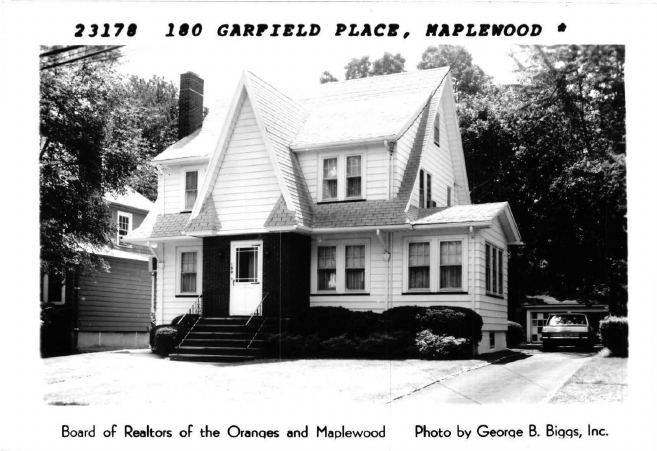 23178 180 GARFIELD PLACE, MAPLEWOOD *
Board of Realtors of the Oranges and Maplewood Photo by George B. Biggs, Inc.